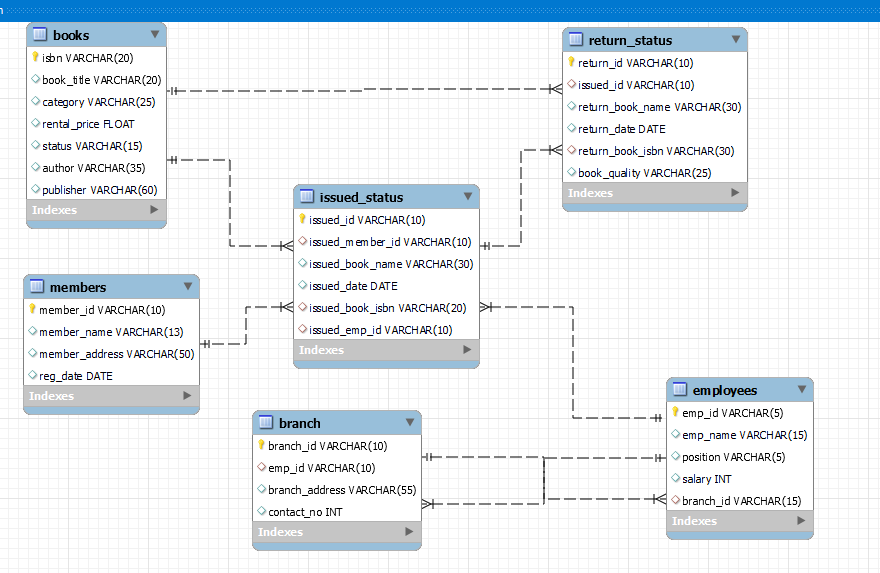 books
isbn VARCHAR(20)
book_title VARCHAR(20)
category VARCHAR(25)
rental_price FLOAT
status VARCHAR(15)
author VARCHAR(35)
publisher VARCHAR(60)
Indexes
return_status
return_id VARCHAR(10)
issued_id VARCHAR(10)
return_book_name VARCHAR(30)
return_date DATE
return_book_isbn VARCHAR(30)
book_quality VARCHAR(25)
Indexes
issued_status
issued_id VARCHAR(10)
issued_member_id VARCHAR(10)
issued_book_name VARCHAR(30)
issued_date DATE
issued_book_isbn VARCHAR(20)
issued_emp_id VARCHAR(10)
Indexes
members
member_id VARCHAR(10)
member_name VARCHAR(13)
member_address VARCHAR(50)
reg_date DATE
Indexes
branch
branch_id VARCHAR(10)
emp_id VARCHAR(10)
branch_address VARCHAR(55)
contact_no INT
Indexes
employees
emp_id VARCHAR(5)
emp_name VARCHAR(15)
position VARCHAR(5)
salary INT
branch_id VARCHAR(15)
Indexes